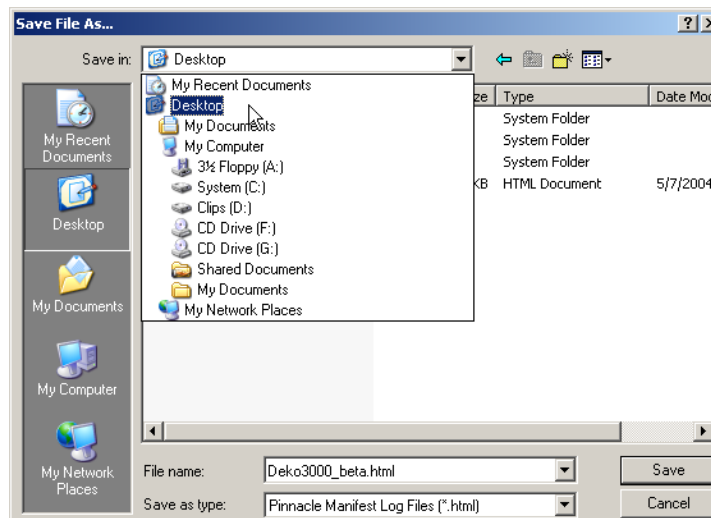 Save File As...
Save in:
Desktop
My Recent Documents
Desktop
My Documents
My Computer
3½ Floppy (A:)
System (C:)
Clips (D:)
CD Drive (F:)
CD Drive (G:)
Shared Documents
My Documents
My Network Places
Type
System Folder
System Folder
System Folder
KB HTML Document 5/7/2004
My Recent
Documents
Desktop
My Documents
My Computer
My Network
Places
File name:
Deko3000_beta.html
Save
Save as type:
Pinnacle Manifest Log Files (*.html)
Cancel